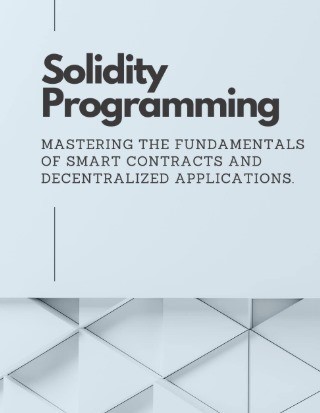 Solidity
Programming
MASTERING THE FUNDAMENTALS
OF SMART CONTRACTS AND
DECENTRALIZED APPLICATIONS.